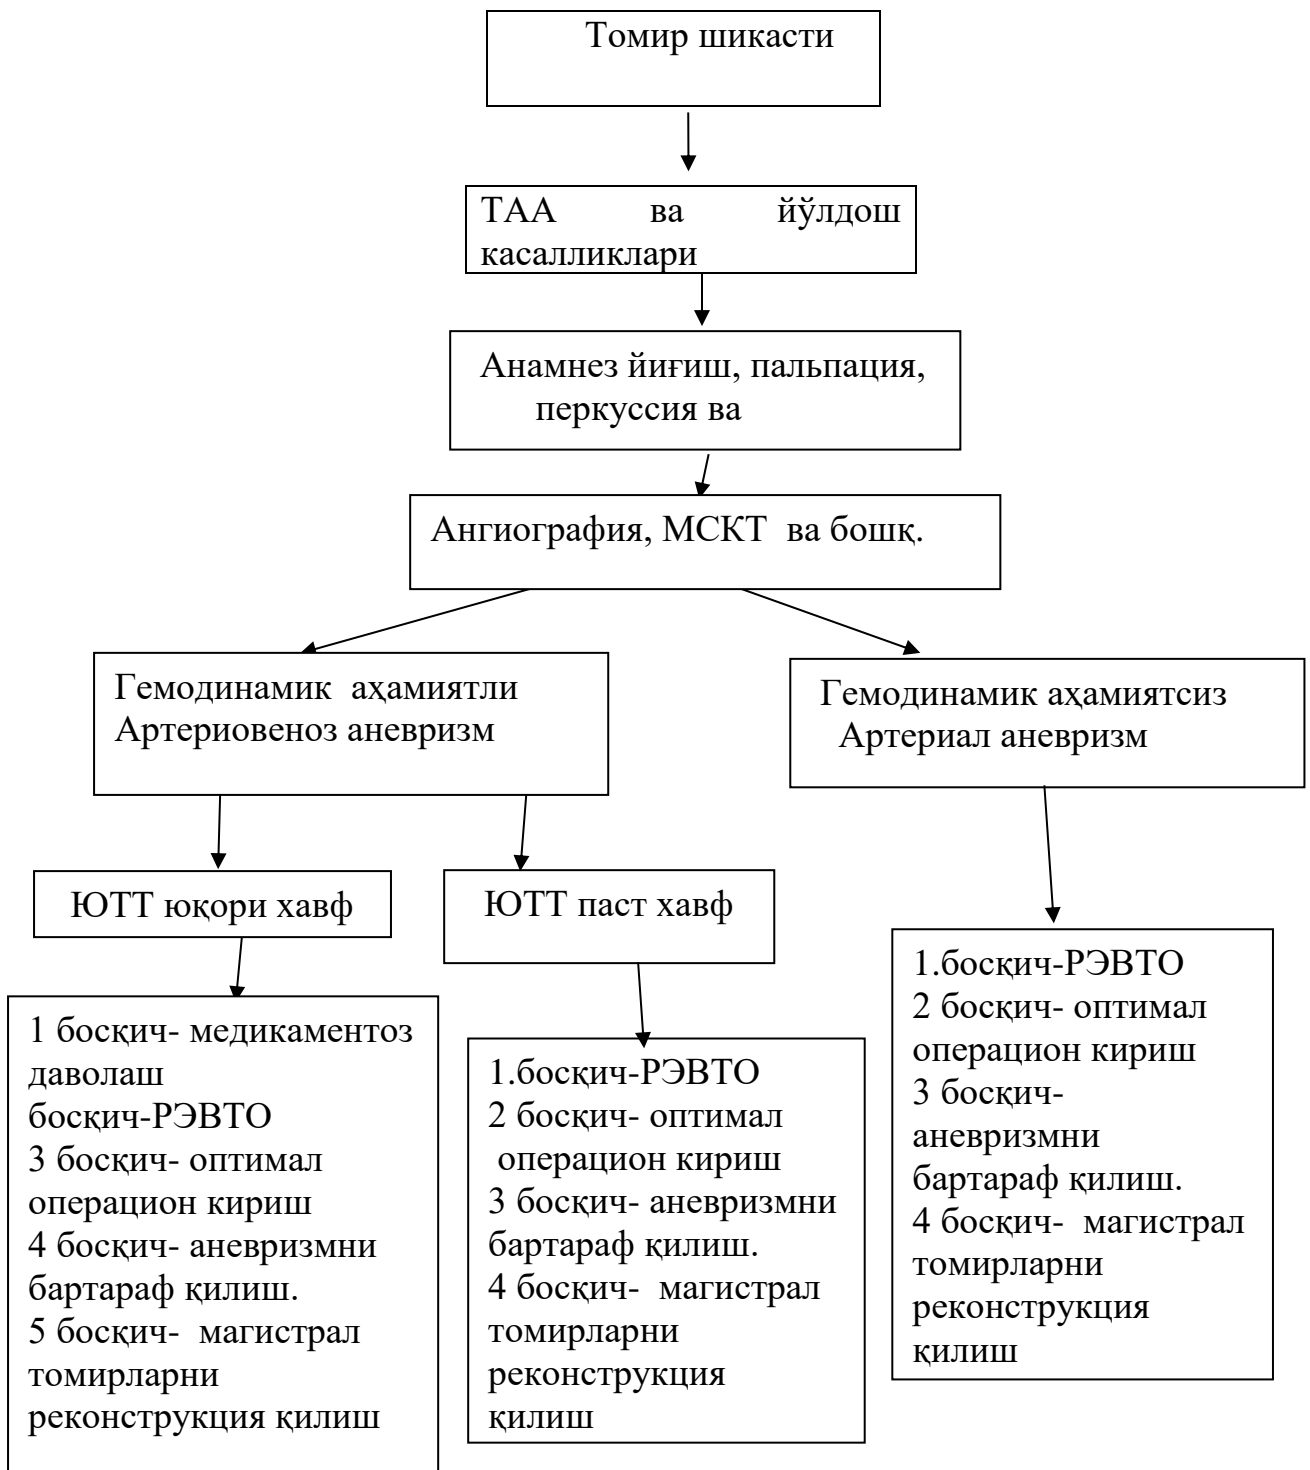 Томир шикасти
ТАА ва йўлдош
касалликлари
Анамнез йиғиш, пальпация,
перкуссия ва
Ангиография, МСКТ ва бошқ.
Гемодинамик аҳамиятли
Артериовеноз аневризм
Гемодинамик аҳамиятсиз
Артериал аневризм
ЮТТ юқори хавф
ЮТТ паст хавф
1 босқич- медикаментоз
даволаш
босқич-РЭВТО
3 босқич- оптимал
операцион кириш
4 босқич- аневризмни
бартараф қилиш.
5 босқич- магистрал
томирларни
реконструкция қилиш
1.босқич-РЭВТО
2 босқич- оптимал
операцион кириш
3 босқич- аневризмни
бартараф қилиш.
4 босқич- магистрал
томирларни
реконструкция
қилиш
1.босқич-РЭВТО
2 босқич- оптимал
операцион кириш
3 босқич-
аневризмни
бартараф қилиш.
4 босқич- магистрал
томирларни
реконструкция
қилиш